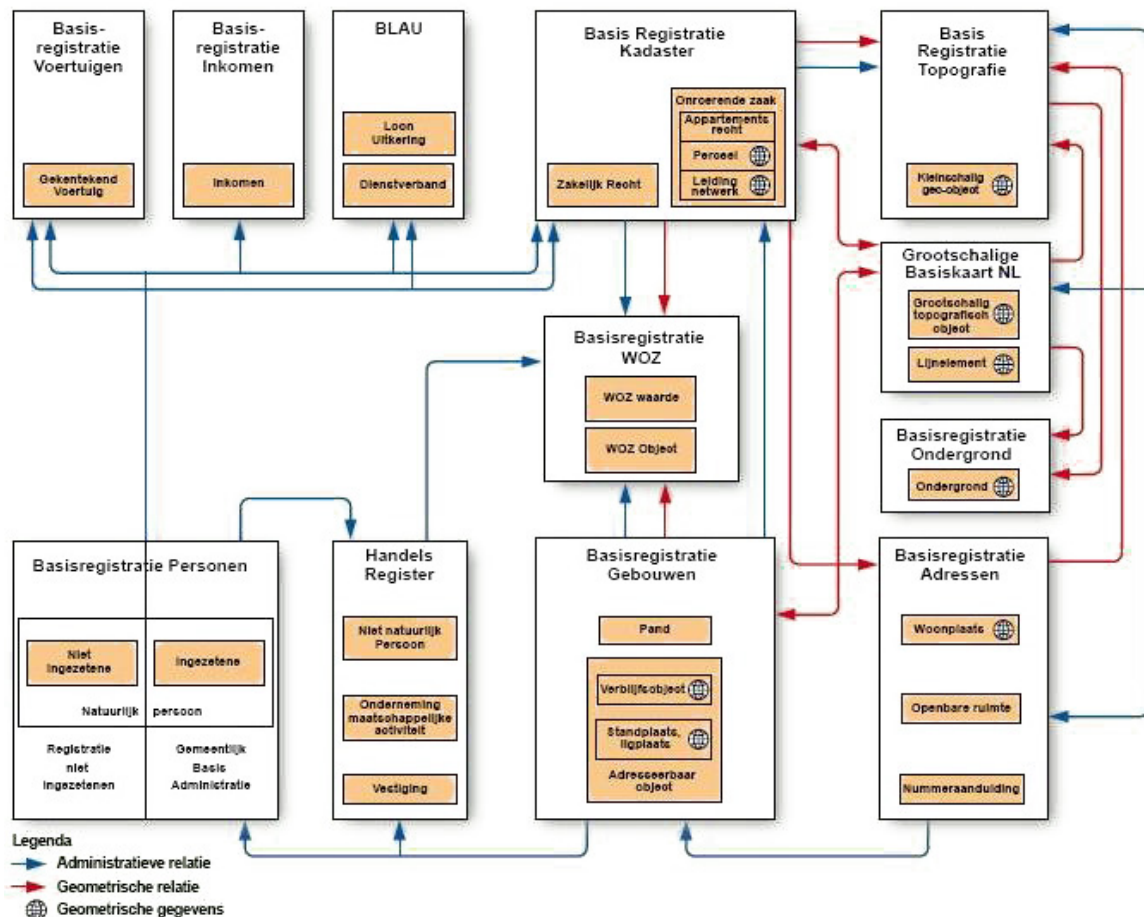 Basis-
registratie
Voertuigen
Gekentekend
Voertuig
Basis-
registratie
Inkomen
Inkomen
BLAU
Loon
Uitkering
Dienstverband
Basis Registratie
Kadaster
Zakelijk Recht
Onroerende zaak
Appartements
recht
Perceel
Leiding
netwerk
Basis
Registratie
Topografie
Kleinschalig
geo-object
Grootschalige
Basiskaart NL
Grootschalig
topografisch
object
Lijnelement
Basisregistratie
WOZ
WOZ waarde
WOZ Object
Basisregistratie
Ondergrond
Ondergrond
Basisregistratie Personen
Niet
Ingezetene
Ingezetene
Natuurlijk persoon
Registratie
niet
ingezetenen
Gemeentlijk
Basis
Administratie
Handels
Register
Niet natuurlijk
Persoon
Onderneming
maatschappelijke
activiteit
Vestiging
Basisregistratie
Gebouwen
Pand
Verblijfsobject
Standplaats,
ligplaats
Adresseerbaar
object
Basisregistratie
Adressen
Woonplaats
Openbare ruimte
Nummeraanduiding
Legenda
Administratieve relatie
Geometrische relatie
Geometrische gegevens